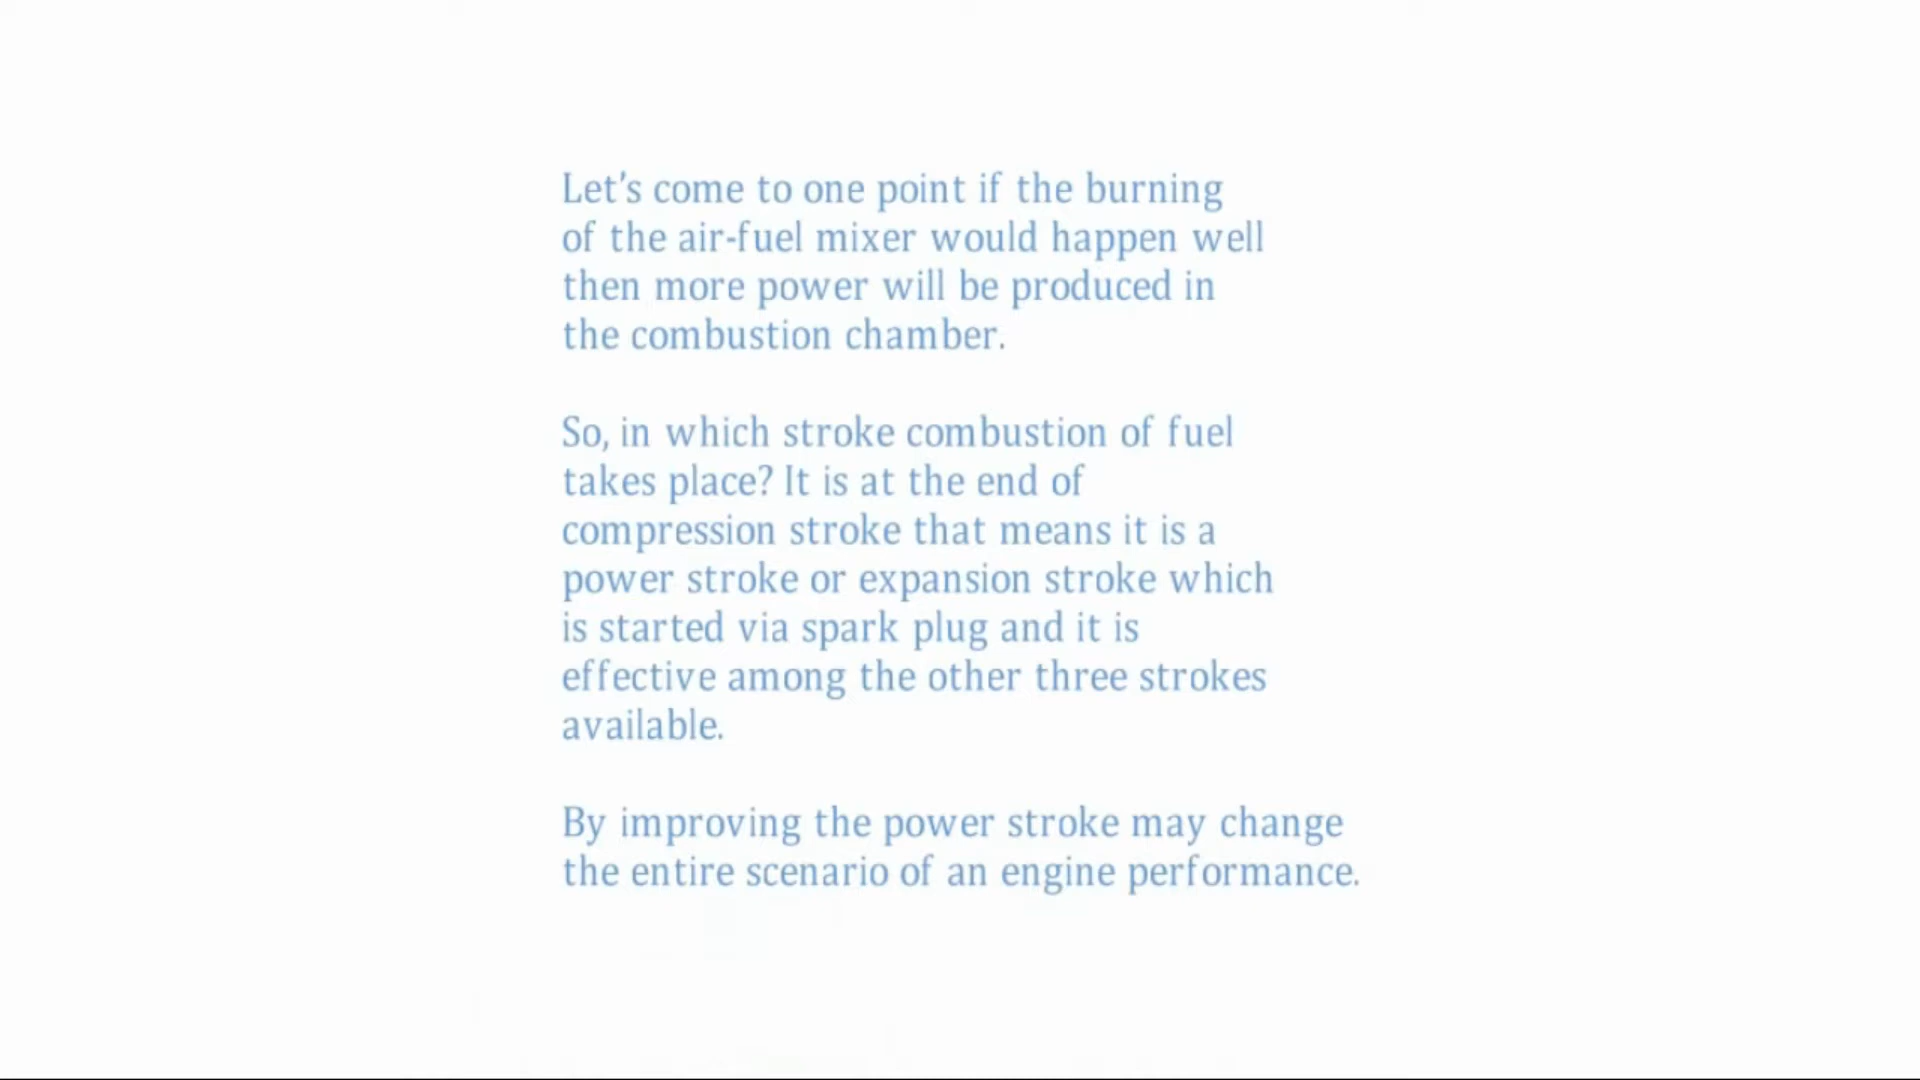 Let's come to one point if the burning
of the air-fuel mixer would happen well
then more power will be produced in
the combustion chamber.
So, in which stroke combustion of fuel
takes place? It is at the end of
compression stroke that means it is a
power stroke or expansion stroke which
is started via spark plug and it is
effective among the other three strokes
available.
By improving the power stroke may change
the entire scenario of an engine performance.